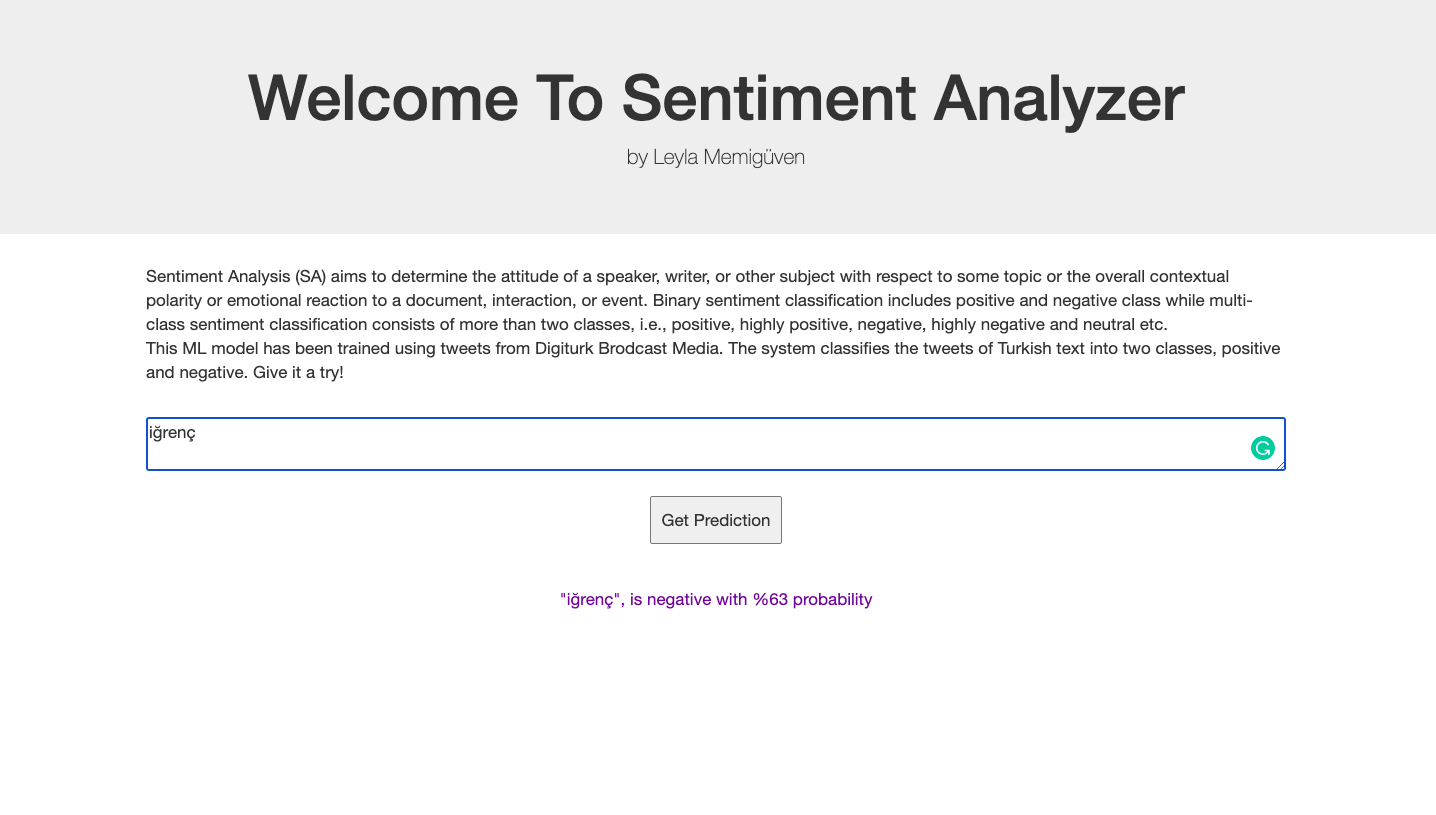 Welcome To Sentiment Analyzer
by Leyla Memigüven
Sentiment Analysis (SA) aims to determine the attitude of a speaker, writer, or other subject with respect to some topic or the overall contextual
polarity or emotional reaction to a document, interaction, or event. Binary sentiment classification includes positive and negative class while multi-
class sentiment classification consists of more than two classes, i.e., positive, highly positive, negative, highly negative and neutral etc.
This ML model has been trained using tweets from Digiturk Brodcast Media. The system classifies the tweets of Turkish text into two classes, positive
and negative. Give it a try!
iğrenç
Get Prediction
"iğrenç", is negative with %63 probability